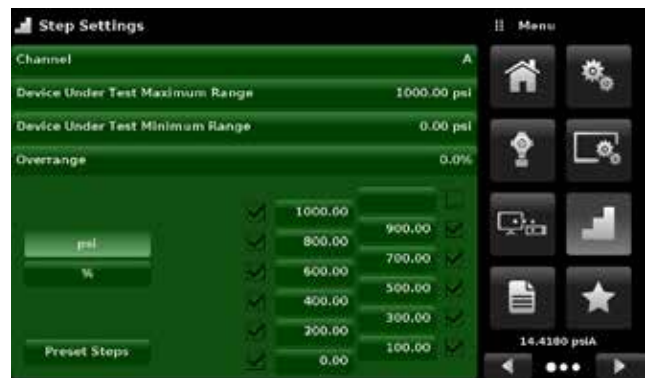 Step Settings
Menu
Channel A
Device Under Test Maximum Range 1000.00 psi
Device Under Test Minimum Range 0.00 psi
Overrange 0.0%
1000.00
900.00
psi
800.00
700.00
%
600.00
500.00
400.00
300.00
200.00
100.00
Preset Steps
0.00
14.4180 psiA